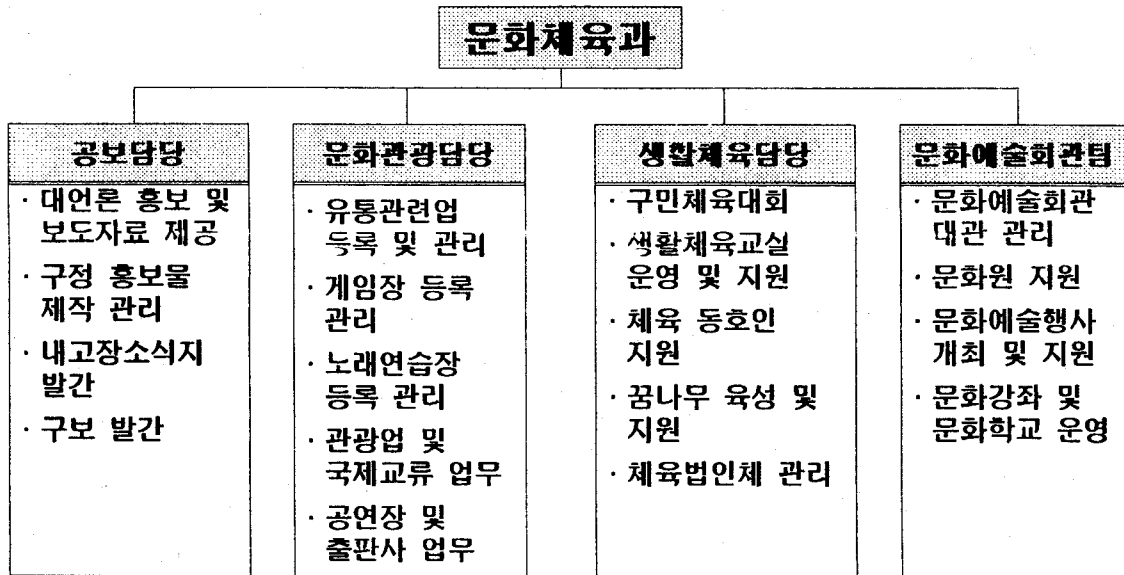 문화체육과
공보담당
· 대언론 홍보 및
보도자료 제공
· 구정 홍보물
제작 관리
· 내고장소식지
발간
· 구보 발간
문화관광담당
· 유통관련업
등록 및 관리
· 게임장 등록
관리
· 노래연습장
등록 관리
· 관광업 및
국제교류 업무
· 공연장 및
출판사 업무
생활체육담당
· 구민체육대회
· 생활체육교실
운영 및 지원
· 체육 동호인
지원
· 꿈나무 육성 및
지원
· 체육법인체 관리
문화예술회관팀
· 문화예술회관
대관 관리
· 문화원 지원
· 문화예술행사
개최 및 지원
· 문화강좌 및
문화학교 운영